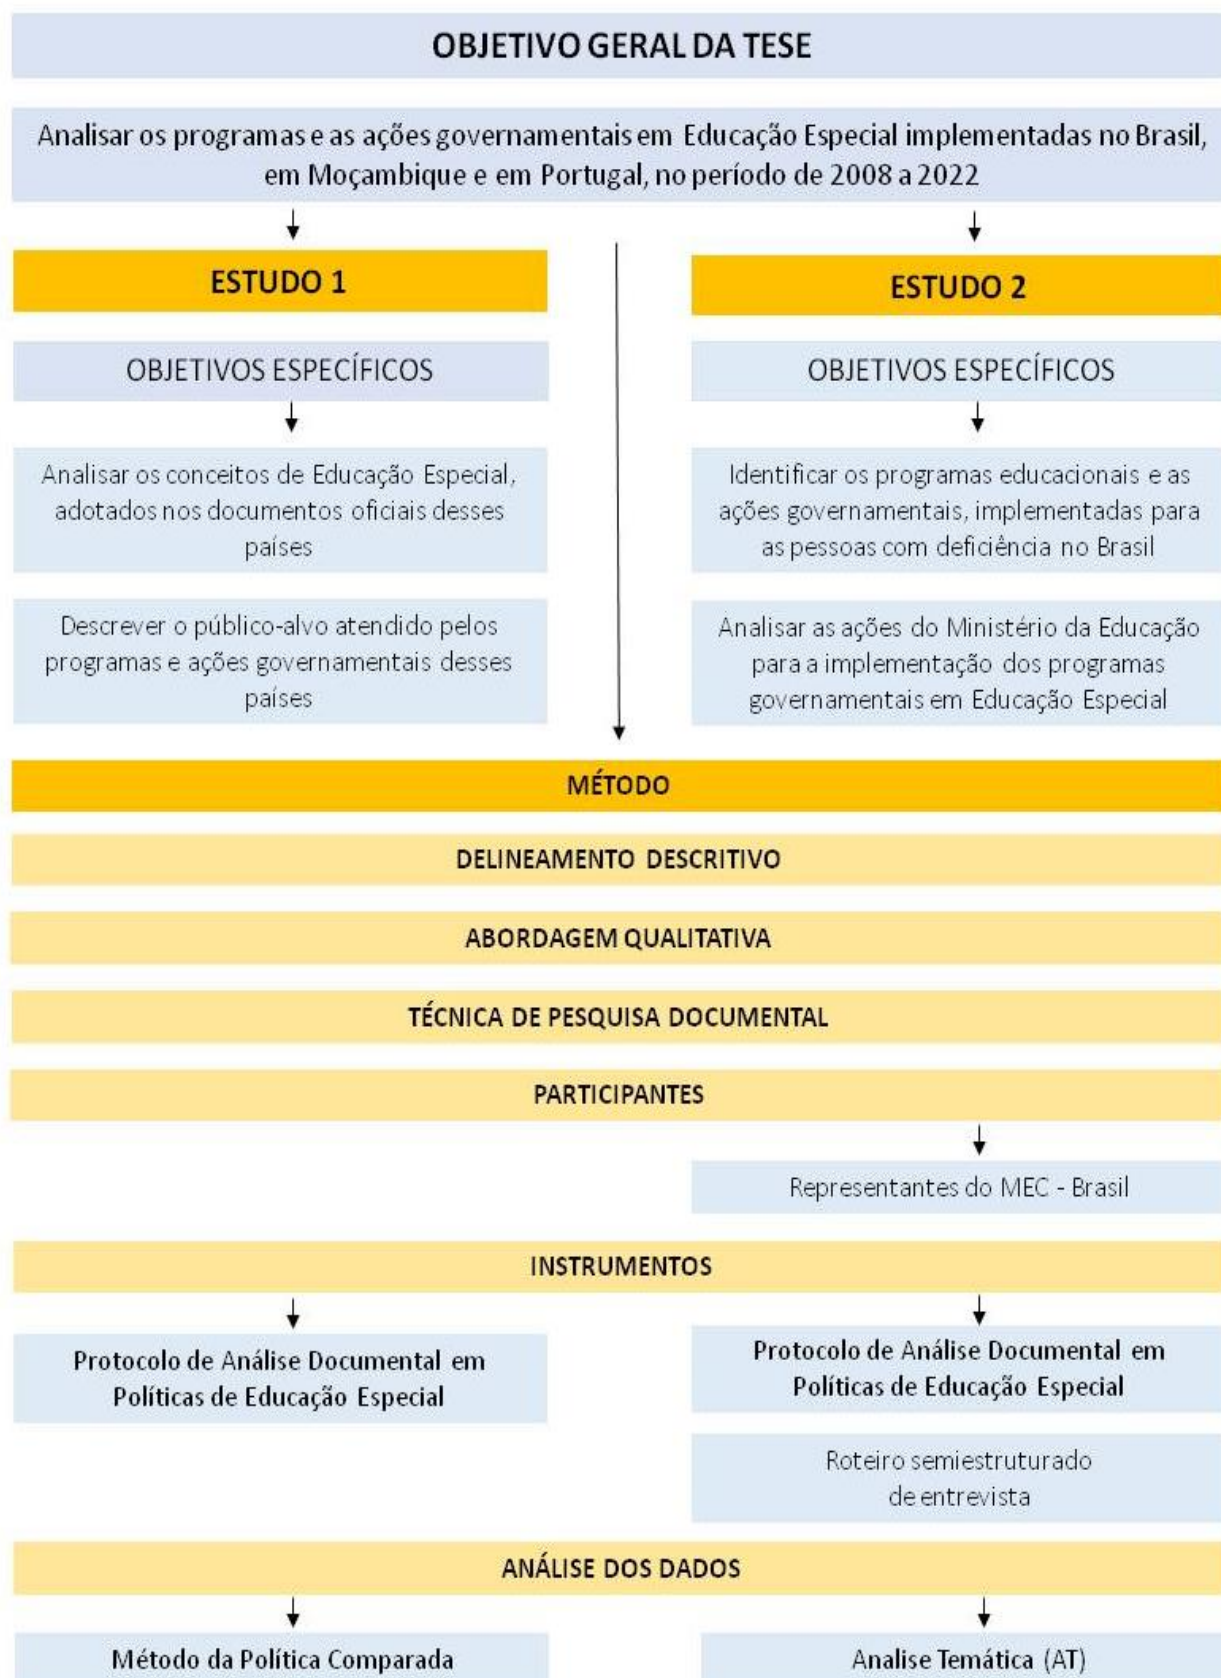 OBJETIVO GERAL DA TESE
Analisar os programas e as ações governamentais em Educação Especial implementadas no Brasil,
em Moçambique e em Portugal, no período de 2008 a 2022
ESTUDO 1
OBJETIVOS ESPECÍFICOS
Analisar os conceitos de Educação Especial,
adotados nos documentos oficiais desses
países
Descrever o público-alvo atendido pelos
programas e ações governamentais desses
países
ESTUDO 2
OBJETIVOS ESPECÍFICOS
Identificar os programas educacionais e as
ações governamentais, implementadas para
as pessoas com deficiência no Brasil
Analisar as ações do Ministério da Educação
para a implementação dos programas
governamentais em Educação Especial
MÉTODO
DELINEAMENTO DESCRITIVO
ABORDAGEM QUALITATIVA
TÉCNICA DE PESQUISA DOCUMENTAL
PARTICIPANTES
Representantes do MEC - Brasil
INSTRUMENTOS
Protocolo de Análise Documental em
Políticas de Educação Especial
Protocolo de Análise Documental em
Políticas de Educação Especial
Roteiro semiestruturado
de entrevista
ANÁLISE DOS DADOS
Método da Política Comparada
Analise Temática (AT)